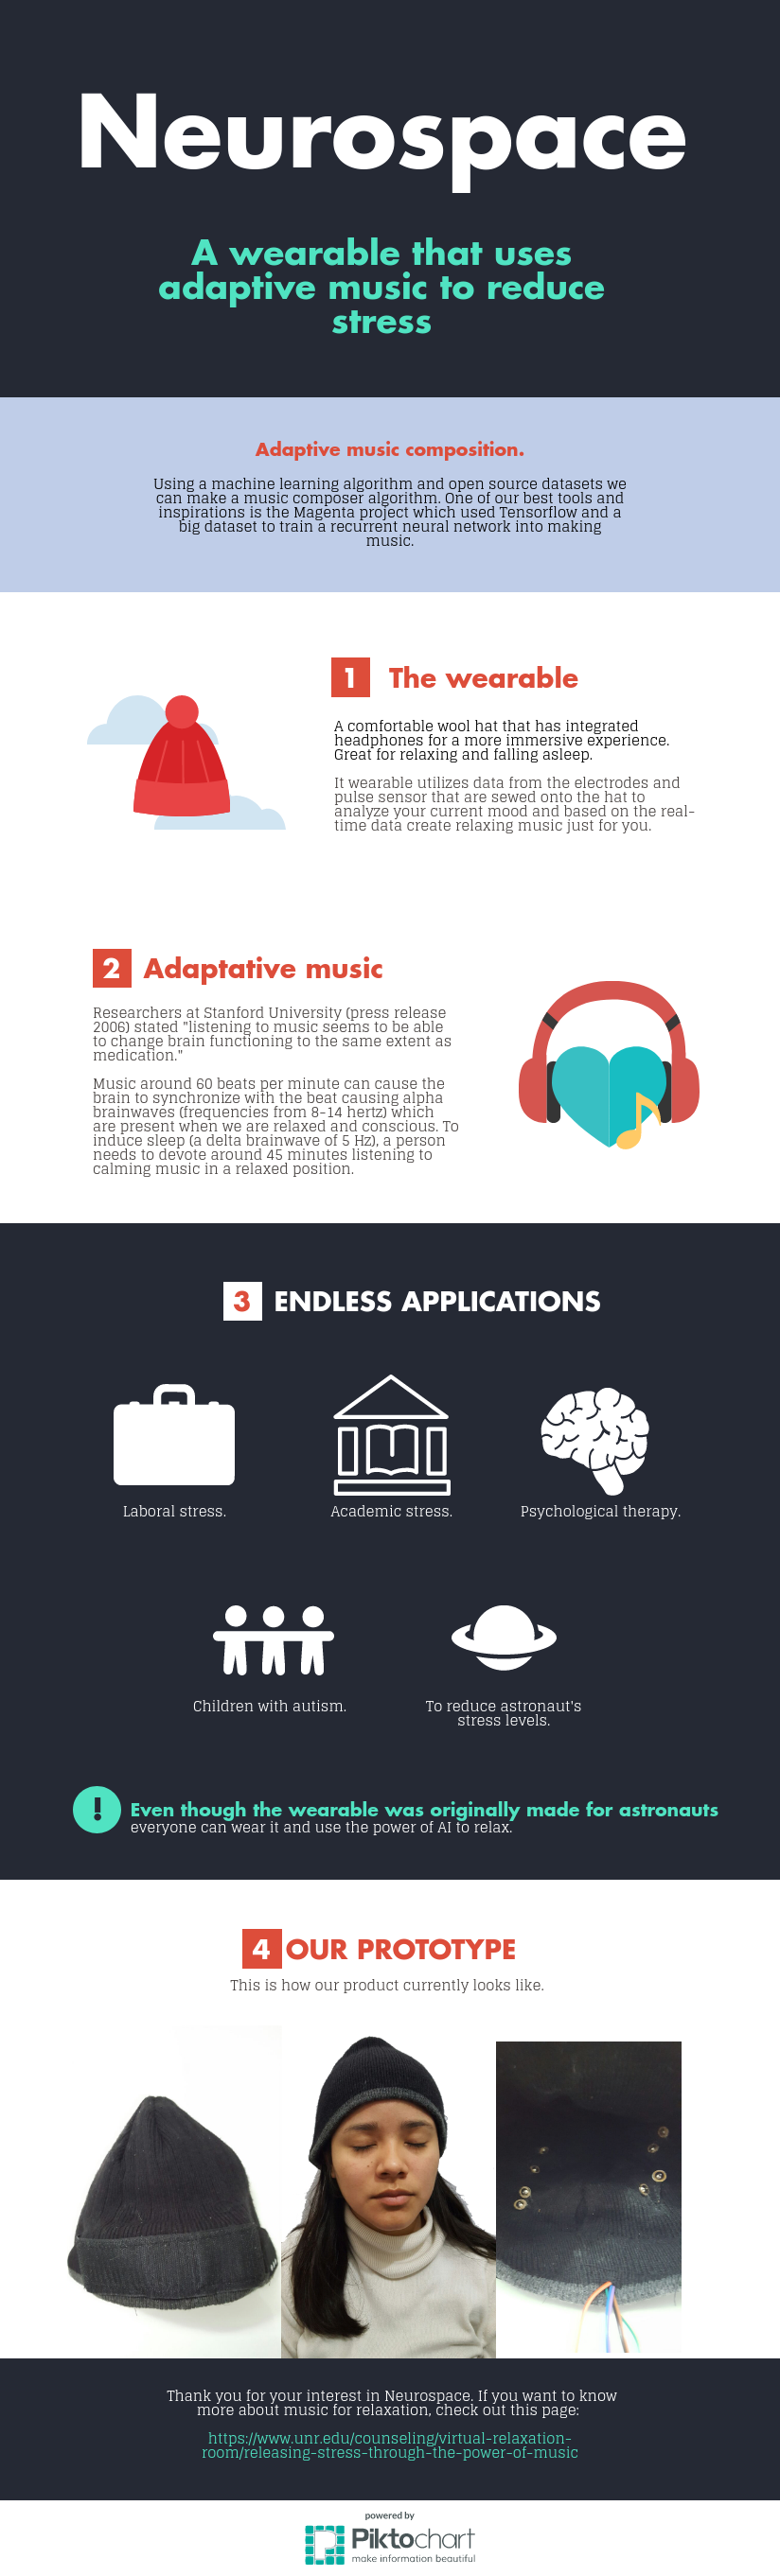 Neurospace
A wearable that uses
adaptive music to reduce
stress
Adaptive music composition.
Using a machine learning algorithm and open source datasets we
can make a music composer algorithm. One of our best tools and
inspirations is the Magenta project which used Tensorflow and a
big dataset to train a recurrent neural network into making
music.
1 The wearable
A comfortable wool hat that has integrated
headphones for a more immersive experience.
Great for relaxing and falling asleep.
It wearable utilizes data from the electrodes and
pulse sensor that are sewed onto the hat to
analyze your current mood and based on the real-
time data create relaxing music just for you.
2 Adaptative music
Researchers at Stanford University (press release
2006) stated "listening to music seems to be able
to change brain functioning to the same extent as
medication."
Music around 60 beats per minute can cause the
brain to synchronize with the beat causing alpha
brainwaves (frequencies from 8-14 hertz) which
are present when we are relaxed and conscious. To
induce sleep (a delta brainwave of 5 Hz), a person
needs to devote around 45 minutes listening to
calming music in a relaxed position.
3 ENDLESS APPLICATIONS
Laboral stress.
Academic stress.
Psychological therapy.
Children with autism.
To reduce astronaut's
stress levels.
! Even though the wearable was originally made for astronauts
everyone can wear it and use the power of AI to relax.
4 OUR PROTOTYPE
This is how our product currently looks like.
Thank you for your interest in Neurospace. If you want to know
more about music for relaxation, check out this page:
https://www.unr.edu/counseling/virtual-relaxation-
room/releasing-stress-through-the-power-of-music
powered by
Piktochart
make information beautiful